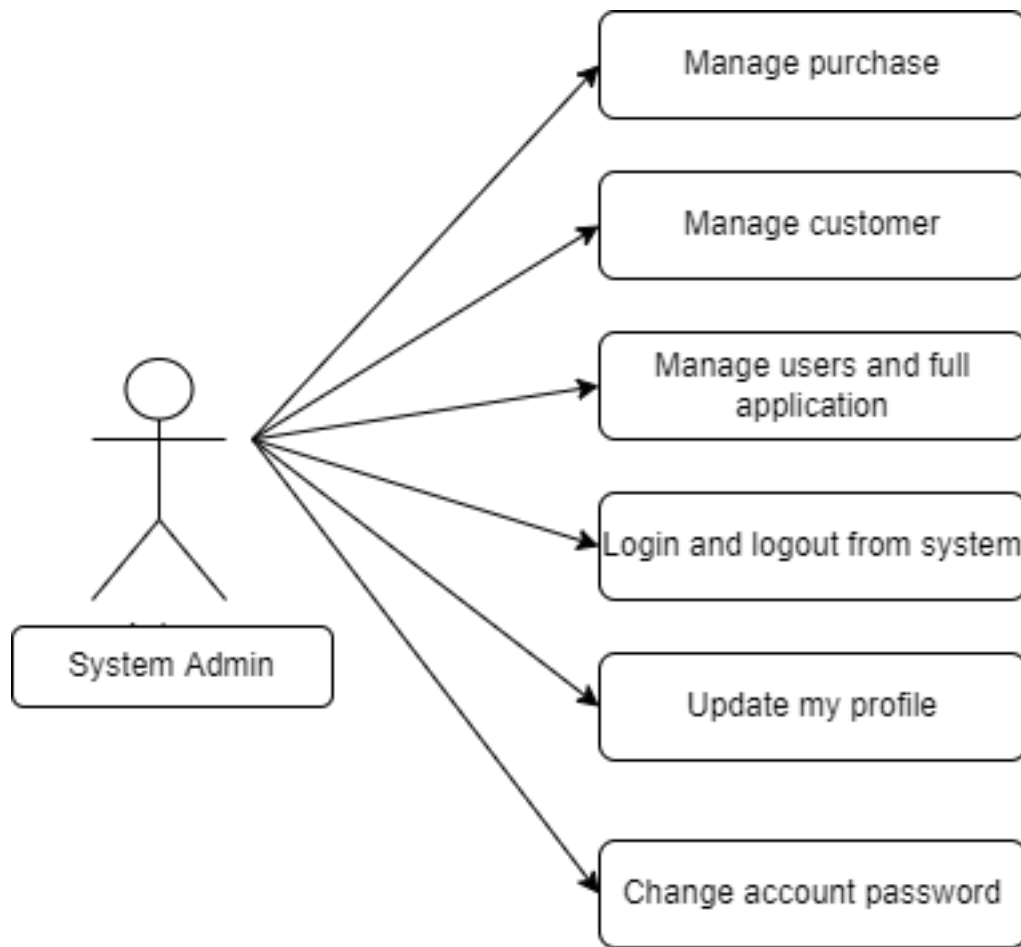 Manage purchase
Manage customer
Manage users and full
application
Login and logout from system
System Admin
Update my profile
Change account password